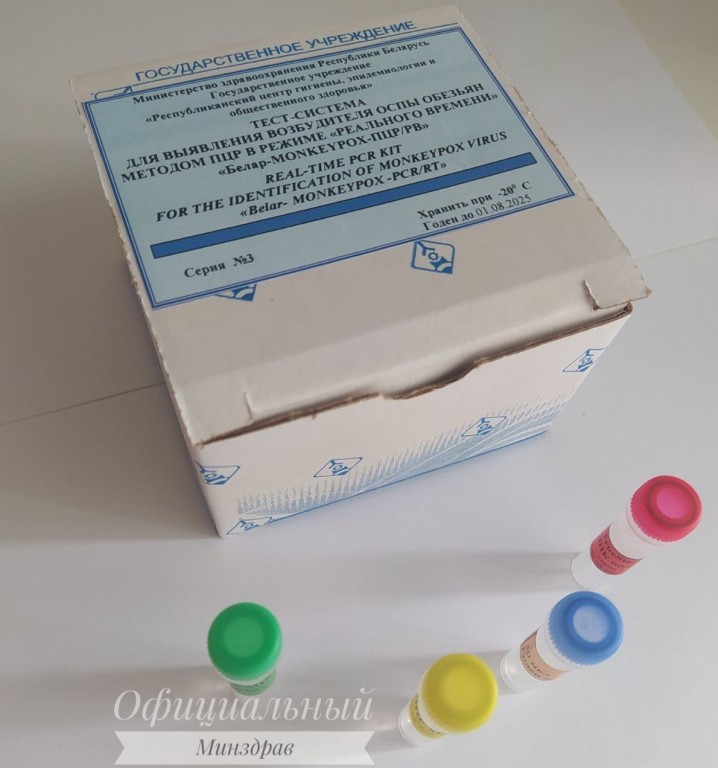 ГОСУДАРСТВЕННОЕ УЧРЕЖДЕНИЕ
Министерство здравоохранения Республики Беларусь
Государственное учреждение
«Республиканский центр гигиены, эпидемиологии и
общественного здоровья»
ТЕСТ-СИСТЕМА
ДЛЯ ВЫЯВЛЕНИЯ ВОЗБУДИТЕЛЯ ОСПЫ ОБЕЗЬЯН
МЕТОДОМ ПЦР В РЕЖИМЕ «РЕАЛЬНОГО ВРЕМЕНИ»
«Белар-MONKEYPOX-ПЦР/РВ»
REAL-TIME PCR KIT
FOR THE IDENTIFICATION OF MONKEYPOX VIRUS
«Belar- MONKEYPOX -PCR/RT»
Серия №3
Хранить при -20° С
Годен до 01.08.2025
Официальный
Минздрав